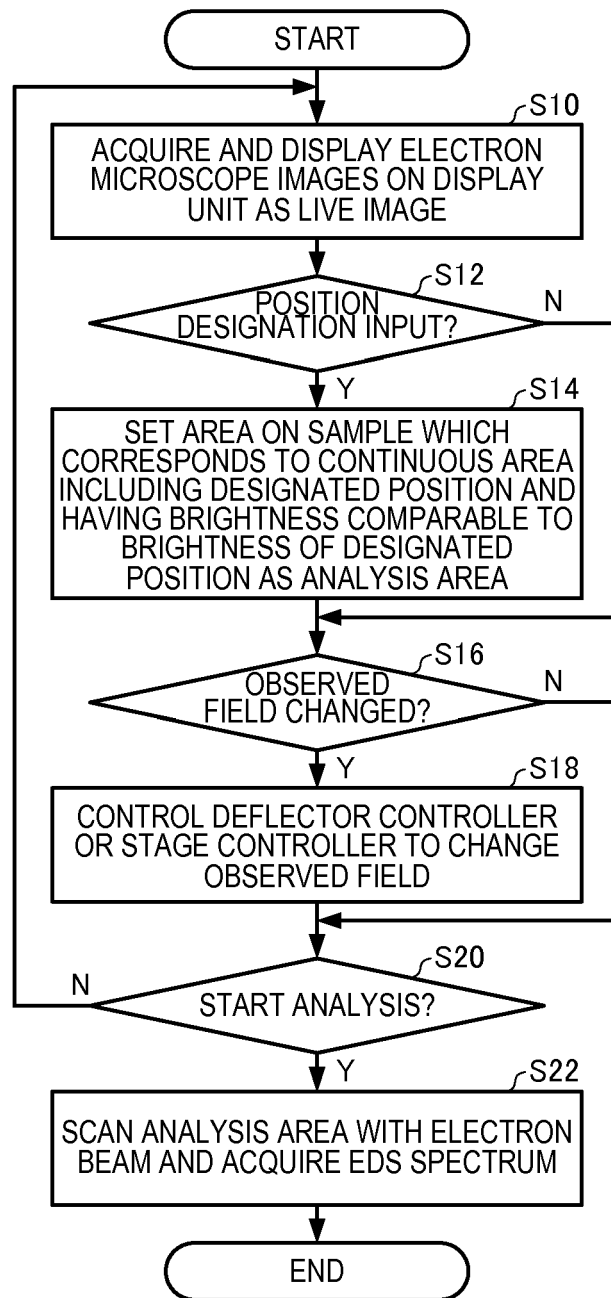 START
S10
ACQUIRE AND DISPLAY ELECTRON
MICROSCOPE IMAGES ON DISPLAY
UNIT AS LIVE IMAGE
S12
N
POSITION
DESIGNATION INPUT?
Y
S14
SET AREA ON SAMPLE WHICH
CORRESPONDS TO CONTINUOUS AREA
INCLUDING DESIGNATED POSITION AND
HAVING BRIGHTNESS COMPARABLE TO
BRIGHTNESS OF DESIGNATED
POSITION AS ANALYSIS AREA
S16
N
OBSERVED
FIELD CHANGED?
Y
S18
CONTROL DEFLECTOR CONTROLLER
OR STAGE CONTROLLER TO CHANGE
OBSERVED FIELD
S20
N
START ANALYSIS?
Y
S22
SCAN ANALYSIS AREA WITH ELECTRON
BEAM AND ACQUIRE EDS SPECTRUM
END